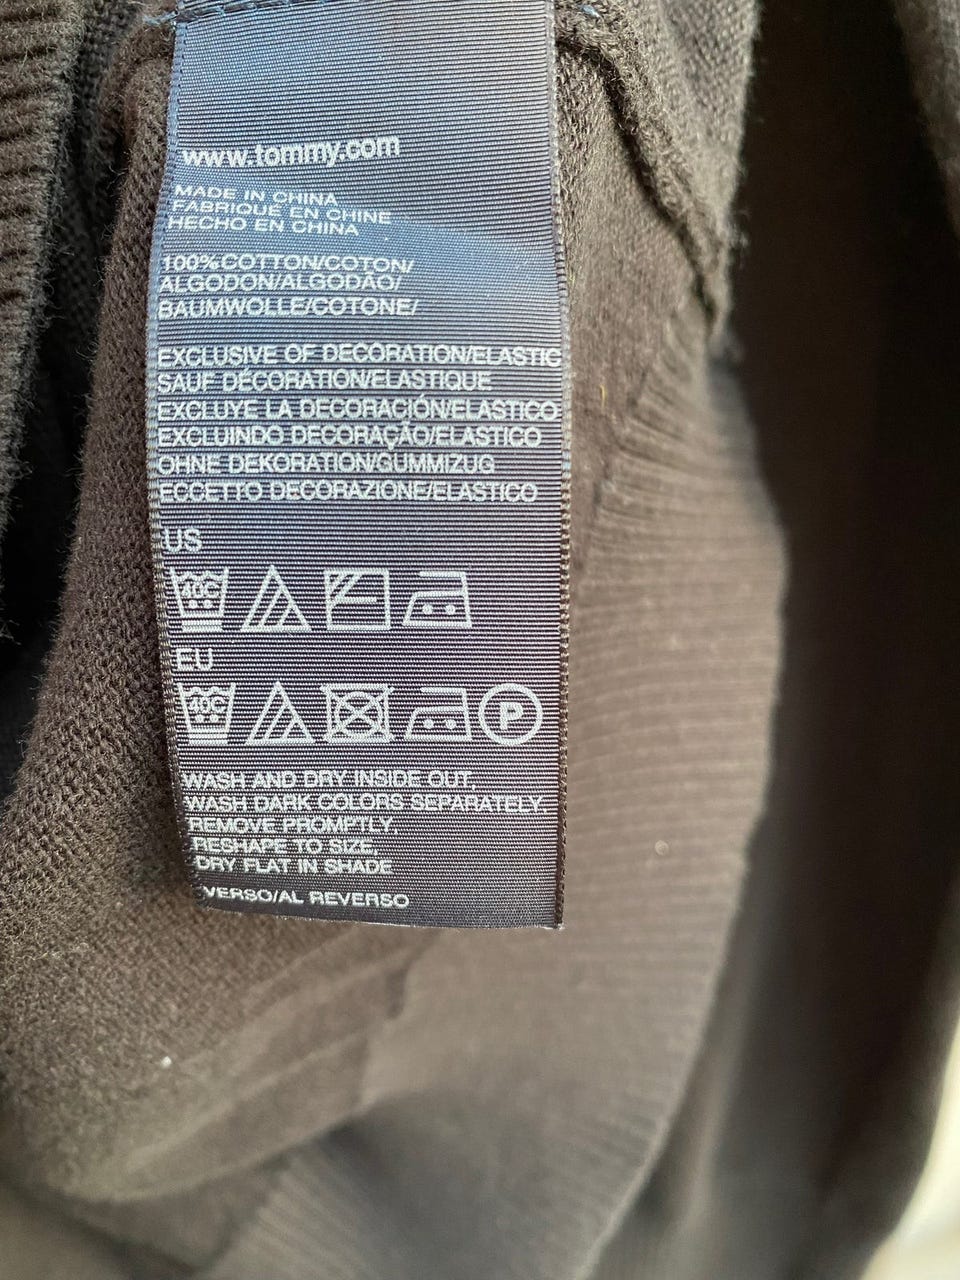 www.tommy.com
MADE IN CHINA
FABRIQUE EN CHINE
HECHO EN CHINA
100%COTTON/COTON/
ALGODON/ALGODÃO/
BAUMWOLLE/COTONE/
EXCLUSIVE OF DECORATION/ELASTIC
SAUF DÉCORATION/ELASTIQUE
EXCLUYE LA DECORACIÓN/ELASTICO
EXCLUINDO DECORAÇÃO/ELASTICO
OHNE DEKORATION/GUMMIZUG
ECCETTO DECORAZIONE/ELASTICO
US
40C
EU
40C P
WASH AND DRY INSIDE OUT,
WASH DARK COLORS SEPARATELY,
REMOVE PROMPTLY,
RESHAPE TO SIZE,
DRY FLAT IN SHADE
VERSO/AL REVERSO